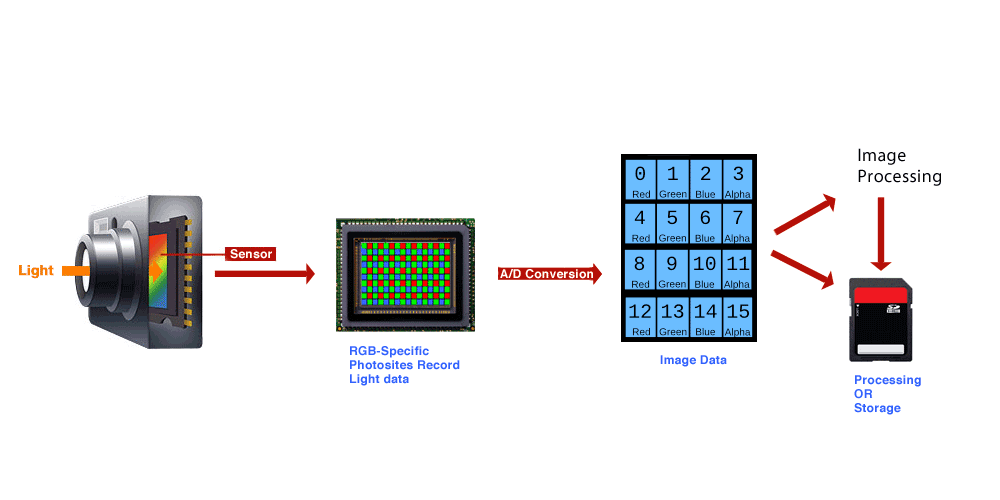 Light
Sensor
RGB-Specific
Photosites Record
Light data
A/D Conversion
0 1 2 3
Red Green Blue Alpha
4 5 6 7
Red Green Blue Alpha
8 9 10 11
Red Green Blue Alpha
12 13 14 15
Red Green Blue Alpha
Image Data
Image
Processing
Processing
OR
Storage